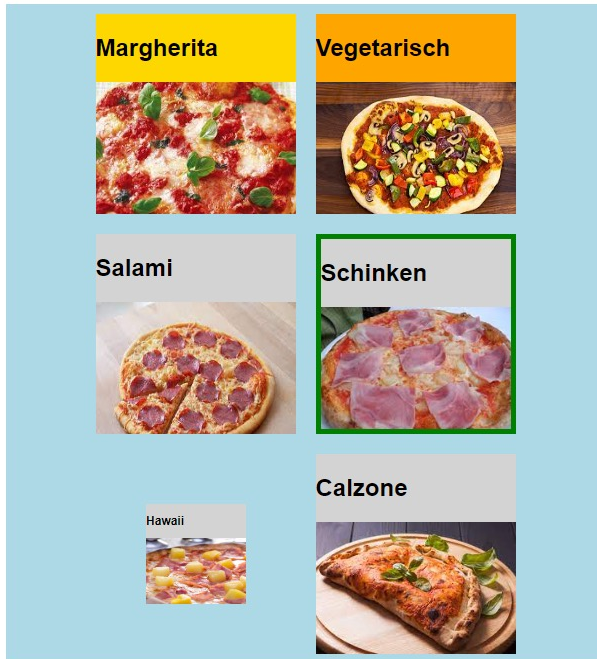 Margherita
Vegetarisch
Salami
Schinken
Hawaii
Calzone